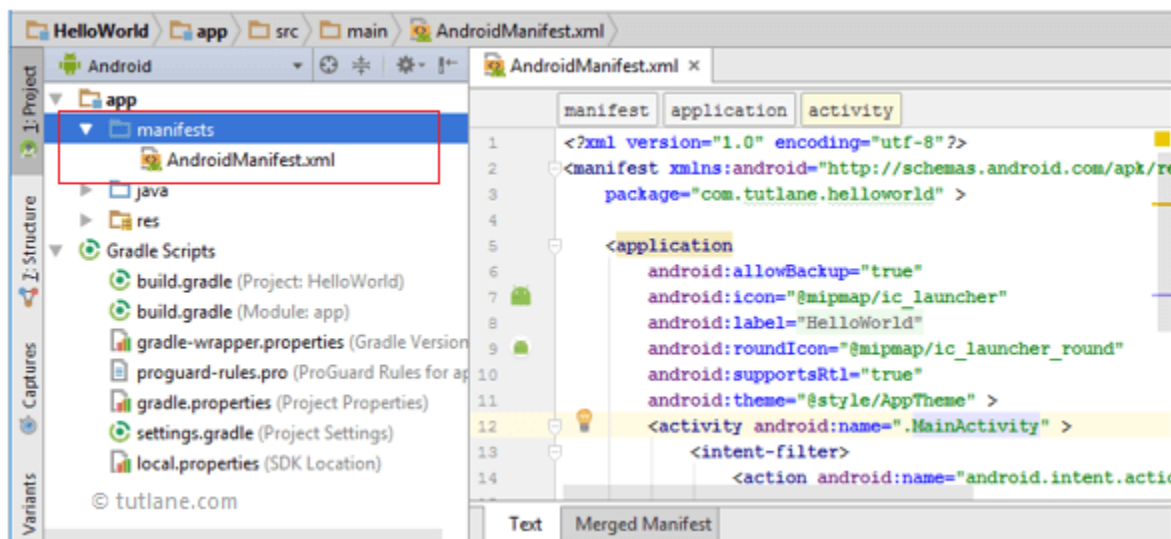 HelloWorld app src main AndroidManifest.xml
1: Project
Android
AndroidManifest.xml ×
app
manifests
AndroidManifest.xml
java
res
Gradle Scripts
build.gradle (Project: HelloWorld)
build.gradle (Module: app)
gradle-wrapper.properties (Gradle Version
proguard-rules.pro (ProGuard Rules for ap
gradle.properties (Project Properties)
settings.gradle (Project Settings)
local.properties (SDK Location)
© tutlane.com
Z: Structure
Captures
Variants
manifest application activity
1 <?xml version="1.0" encoding="utf-8"?>
2 <manifest xmlns:android="http://schemas.android.com/apk/re
3 package="com.tutlane.helloworld" >
4
5 <application
6 android:allowBackup="true"
7 android:icon="@mipmap/ic_launcher"
8 android:label="HelloWorld"
9 android:roundIcon="@mipmap/ic_launcher_round"
10 android:supportsRtl="true"
11 android:theme="@style/AppTheme" >
12 <activity android:name=".MainActivity" >
13 <intent-filter>
14 <action android:name="android.intent.actio
Text Merged Manifest